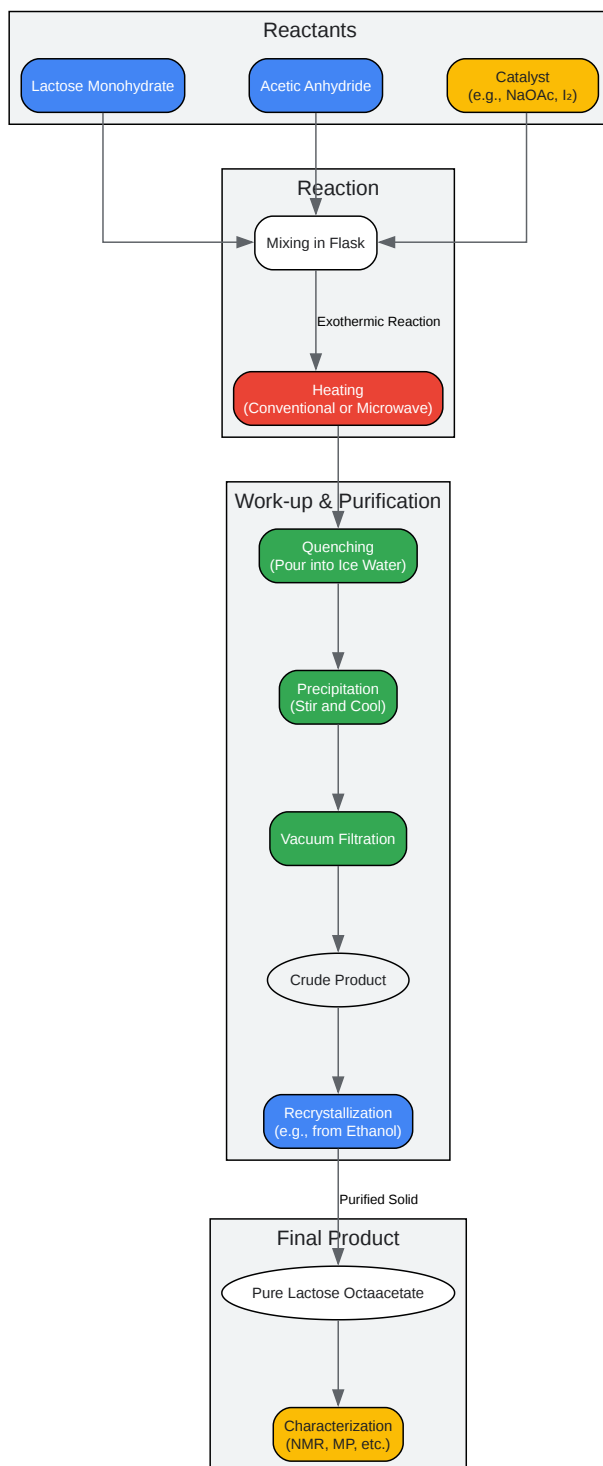 Reactants
Lactose Monohydrate
Acetic Anhydride
Catalyst
(e.g., NaOAc, I₂)
Reaction
Mixing in Flask
Exothermic Reaction
Heating
(Conventional or Microwave)
Work-up & Purification
Quenching
(Pour into Ice Water)
Precipitation
(Stir and Cool)
Vacuum Filtration
Crude Product
Recrystallization
(e.g., from Ethanol)
Purified Solid
Final Product
Pure Lactose Octaacetate
Characterization
(NMR, MP, etc.)